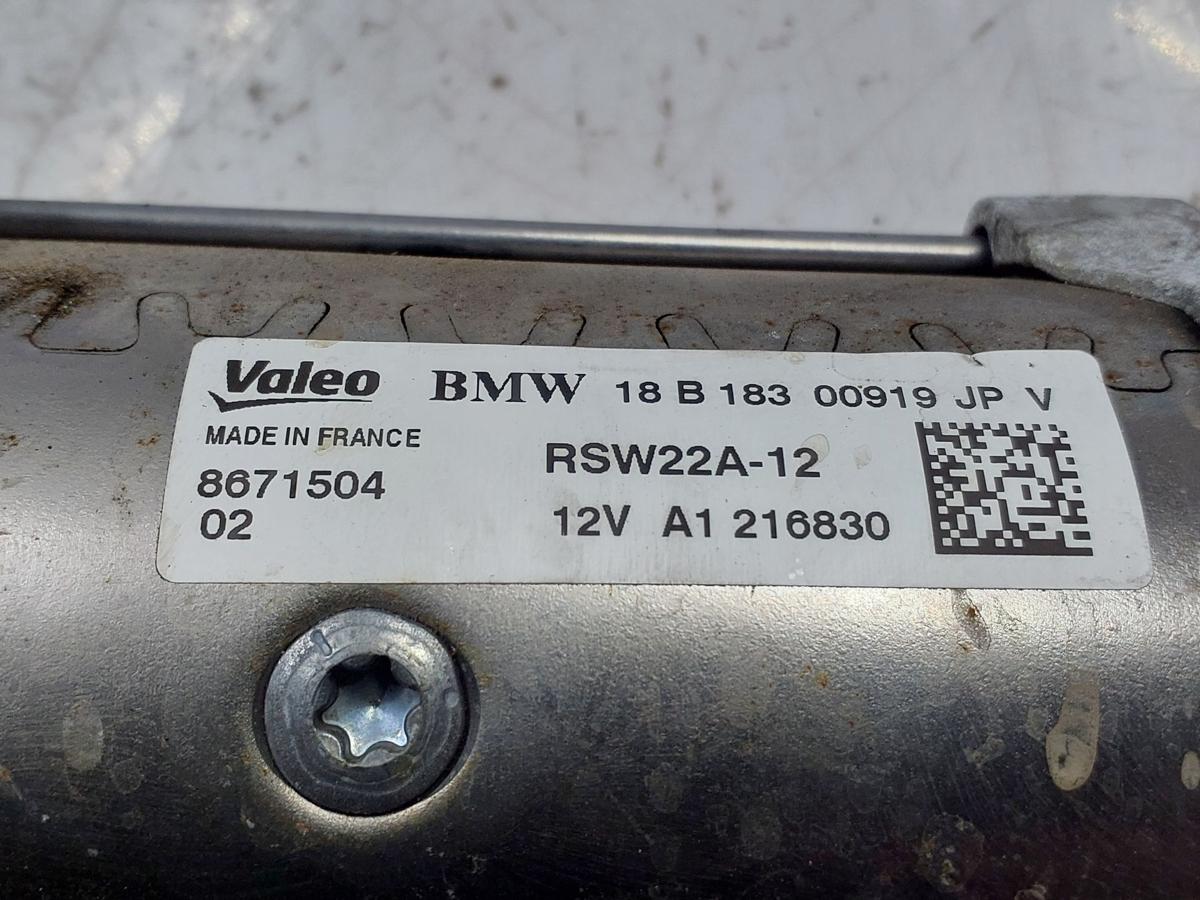 Valeo BMW 18 B 183 00919 JP V
MADE IN FRANCE
RSW22A-12
8671504
02
12V A1 216830